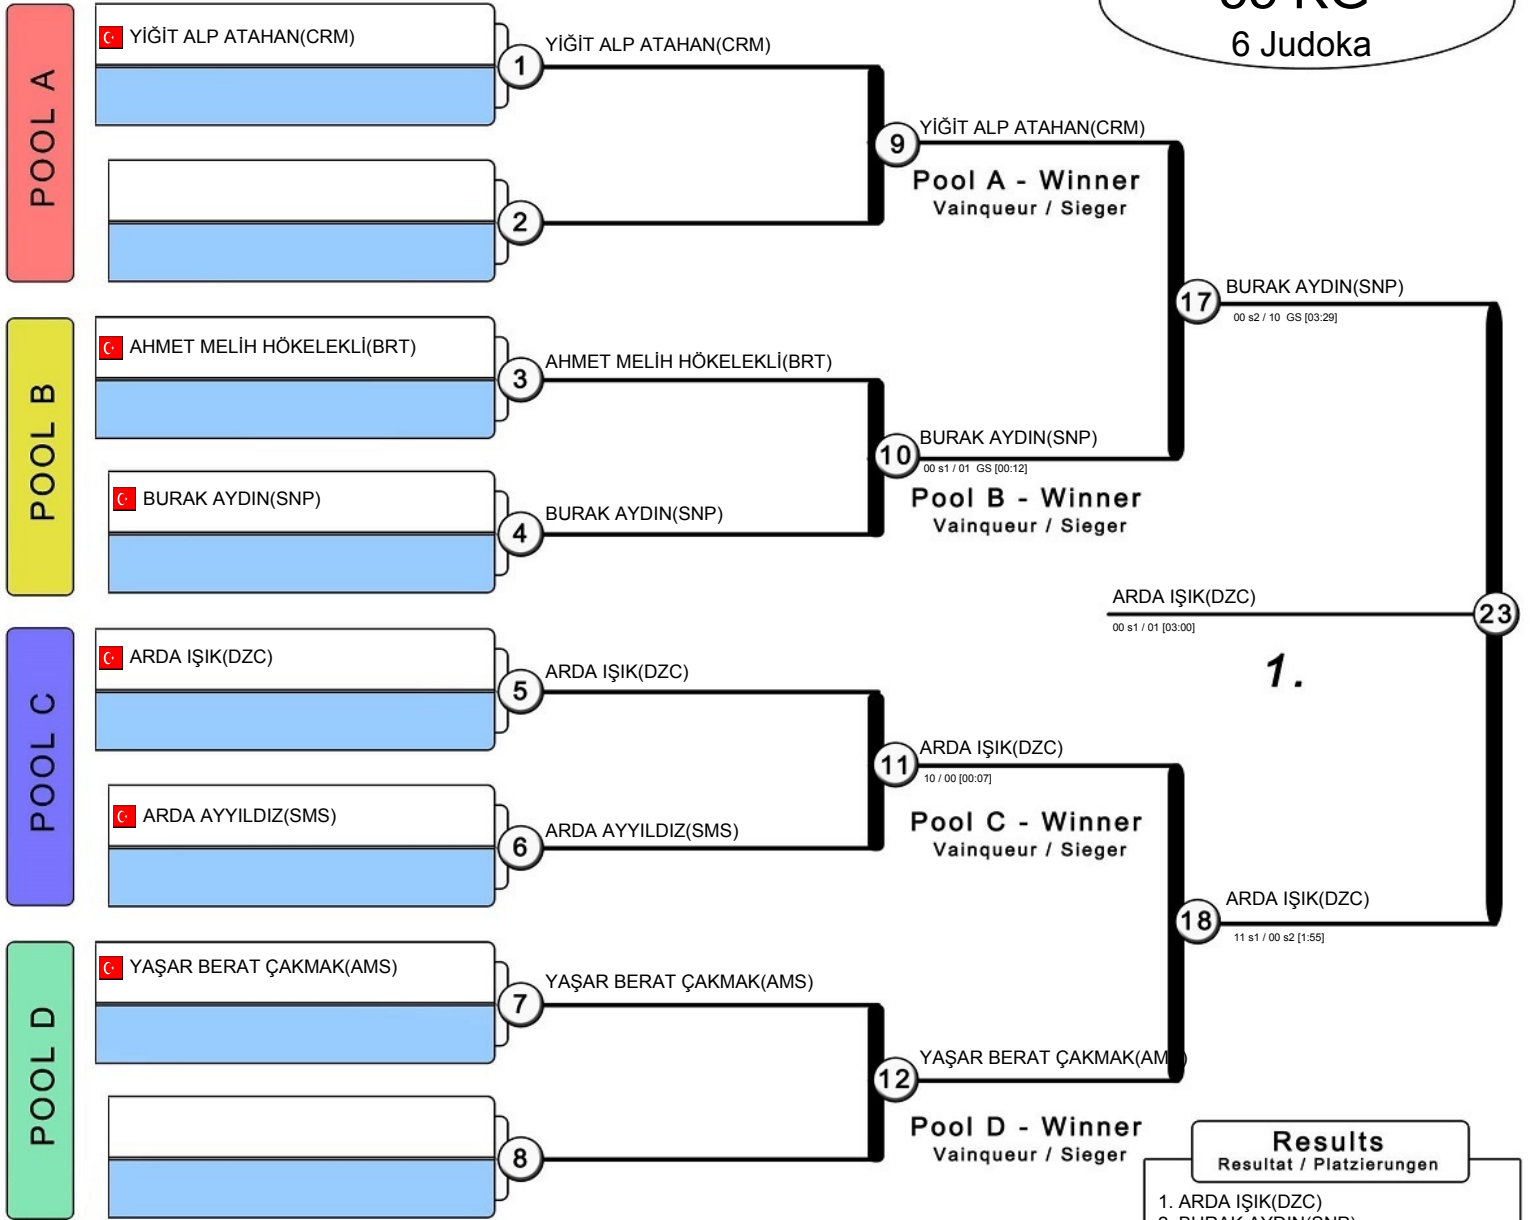 6 Judoka
POOL A
YİĞİT ALP ATAHAN(CRM)
1
YİĞİT ALP ATAHAN(CRM)
2
9
YİĞİT ALP ATAHAN(CRM)
Pool A - Winner
Vainqueur / Sieger
POOL B
AHMET MELİH HÖKELEKLİ(BRT)
3
AHMET MELİH HÖKELEKLİ(BRT)
BURAK AYDIN(SNP)
4
BURAK AYDIN(SNP)
10
BURAK AYDIN(SNP)
00 s1 / 01 GS [00:12]
Pool B - Winner
Vainqueur / Sieger
17
BURAK AYDIN(SNP)
00 s2 / 10 GS [03:29]
POOL C
ARDA IŞIK(DZC)
5
ARDA IŞIK(DZC)
ARDA AYYILDIZ(SMS)
6
ARDA AYYILDIZ(SMS)
11
ARDA IŞIK(DZC)
10 / 00 [00:07]
Pool C - Winner
Vainqueur / Sieger
POOL D
YAŞAR BERAT ÇAKMAK(AMS)
7
YAŞAR BERAT ÇAKMAK(AMS)
8
12
YAŞAR BERAT ÇAKMAK(AM
Pool D - Winner
Vainqueur / Sieger
18
ARDA IŞIK(DZC)
11 s1 / 00 s2 [1:55]
ARDA IŞIK(DZC)
23
00 s1 / 01 [03:00]
1.
Results
Resultat / Platzierungen
1. ARDA IŞIK(DZC)
2. BURAK AYDIN(SNP)